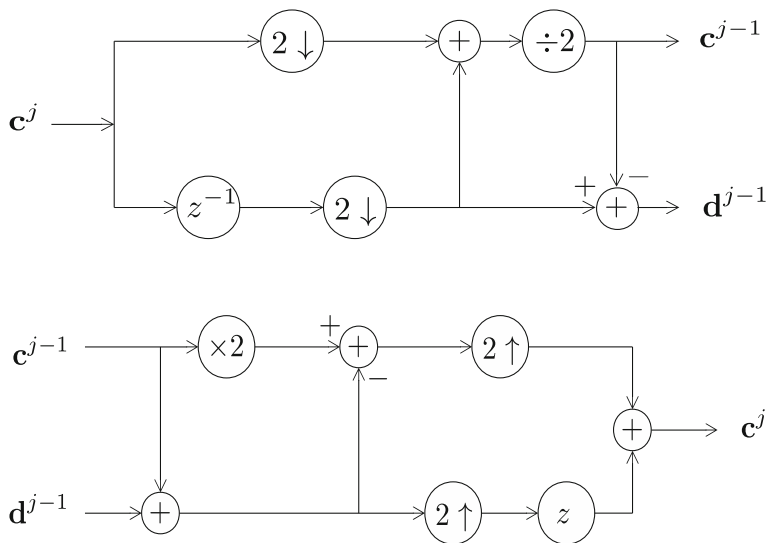 2 ↓ + ÷2 c^{j−1}
c^j
+ −
z^{−1} 2 ↓ + d^{j−1}
c^{j−1} ×2 + + 2 ↑
−
+ c^j
d^{j−1} + 2 ↑ z